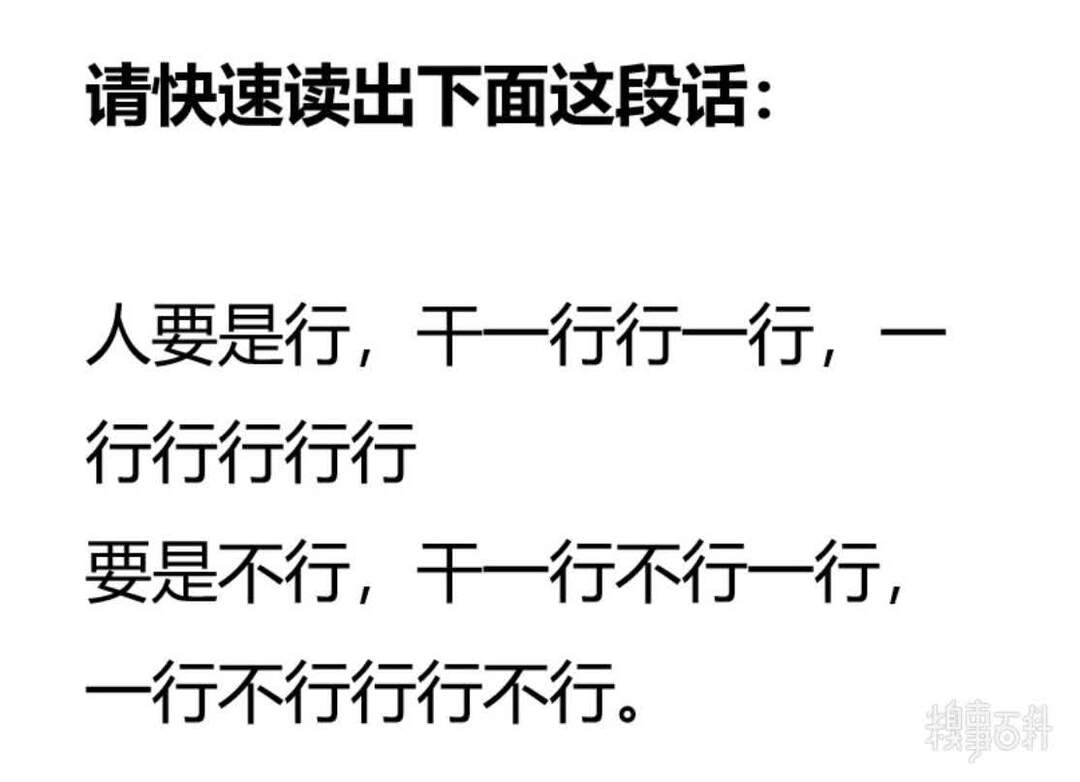 请快速读出下面这段话：
人要是行，干一行行一行，一
行行行行行
要是不行，干一行不行一行，
一行不行行行不行。
糗事百科